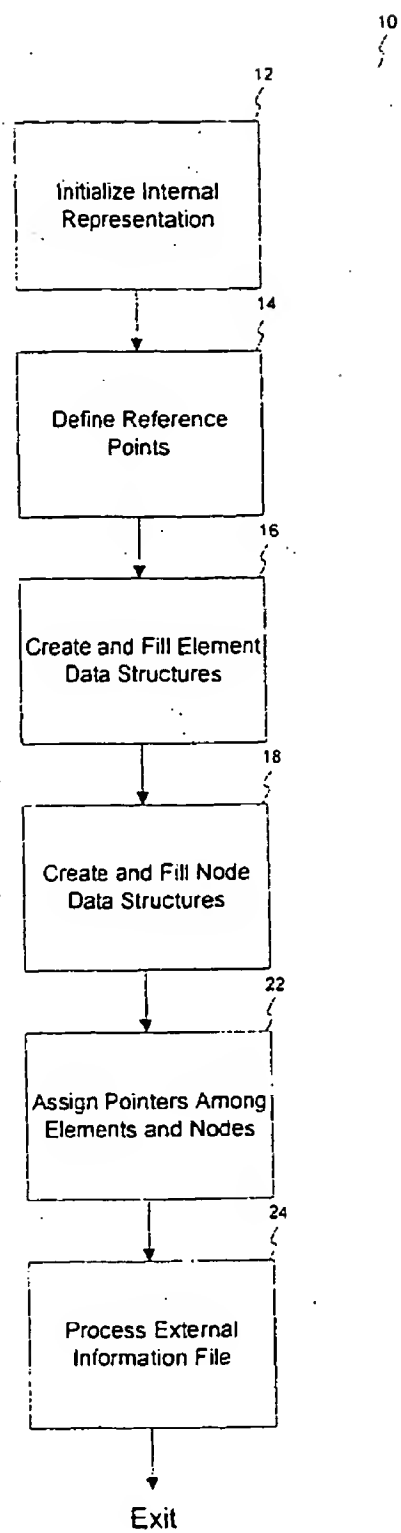 10
12
Initialize Internal
Representation
14
Define Reference
Points
16
Create and Fill Element
Data Structures
18
Create and Fill Node
Data Structures
22
Assign Pointers Among
Elements and Nodes
24
Process External
Information File
Exit